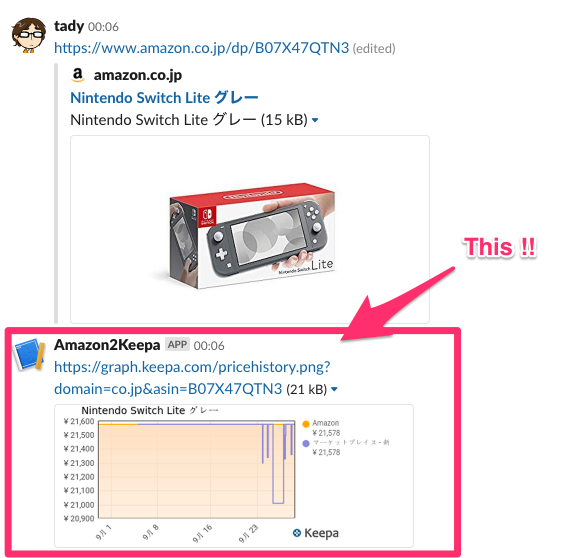 tady 00:06
https://www.amazon.co.jp/dp/B07X47QTN3 (edited)
a amazon.co.jp
Nintendo Switch Lite グレー
Nintendo Switch Lite グレー (15 kB)
NINTENDO SWITCH
Nintendo Switch Lite
This !!
Amazon2Keepa APP 00:06
https://graph.keepa.com/pricehistory.png?
domain=co.jp&asin=B07X47QTN3 (21 kB)
Nintendo Switch Lite グレー
¥ 21,600
¥ 21,500
¥ 21,400
¥ 21,300
¥ 21,200
¥ 21,100
¥ 21,000
¥ 20,900
9月 1
9月 8
9月 16
9月 23
Amazon
¥ 21,578
マーケットプレイス - 新
¥ 21,578
Keepa